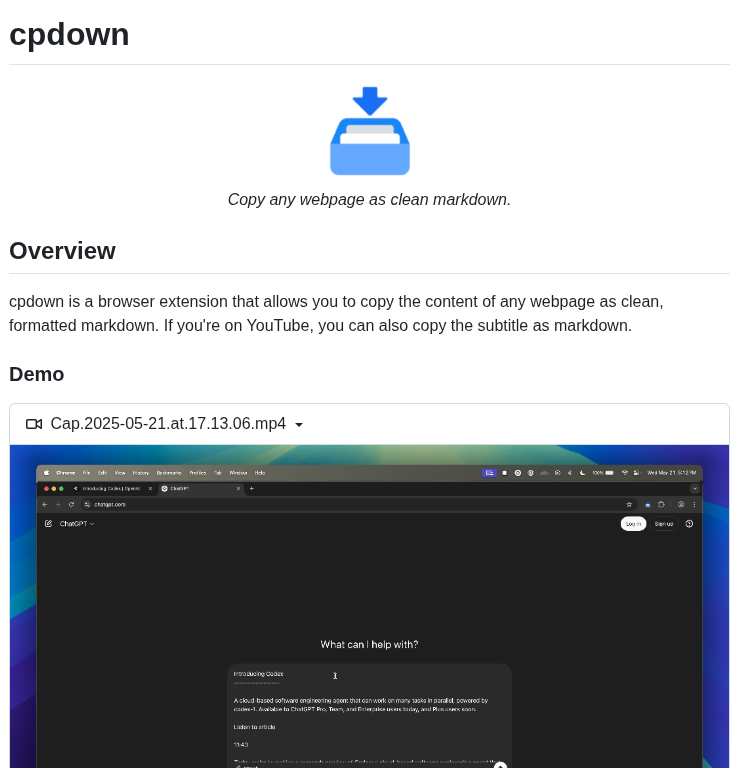 cpdown
Copy any webpage as clean markdown.
Overview
cpdown is a browser extension that allows you to copy the content of any webpage as clean,
formatted markdown. If you're on YouTube, you can also copy the subtitle as markdown.
Demo
Cap.2025-05-21.at.17.13.06.mp4
Chrome File Edit View History Bookmarks Profiles Tab Window Help 100% Wed May 21 5:12 PM
Introducing Codex | OpenAI ChatGPT
chatgpt.com
ChatGPT Log in Sign up
What can I help with?
Introducing Codex
A cloud-based software engineering agent that can work on many tasks in parallel, powered by
codex-1. Available to ChatGPT Pro, Team, and Enterprise users today, and Plus users soon.
Listen to article
11:43